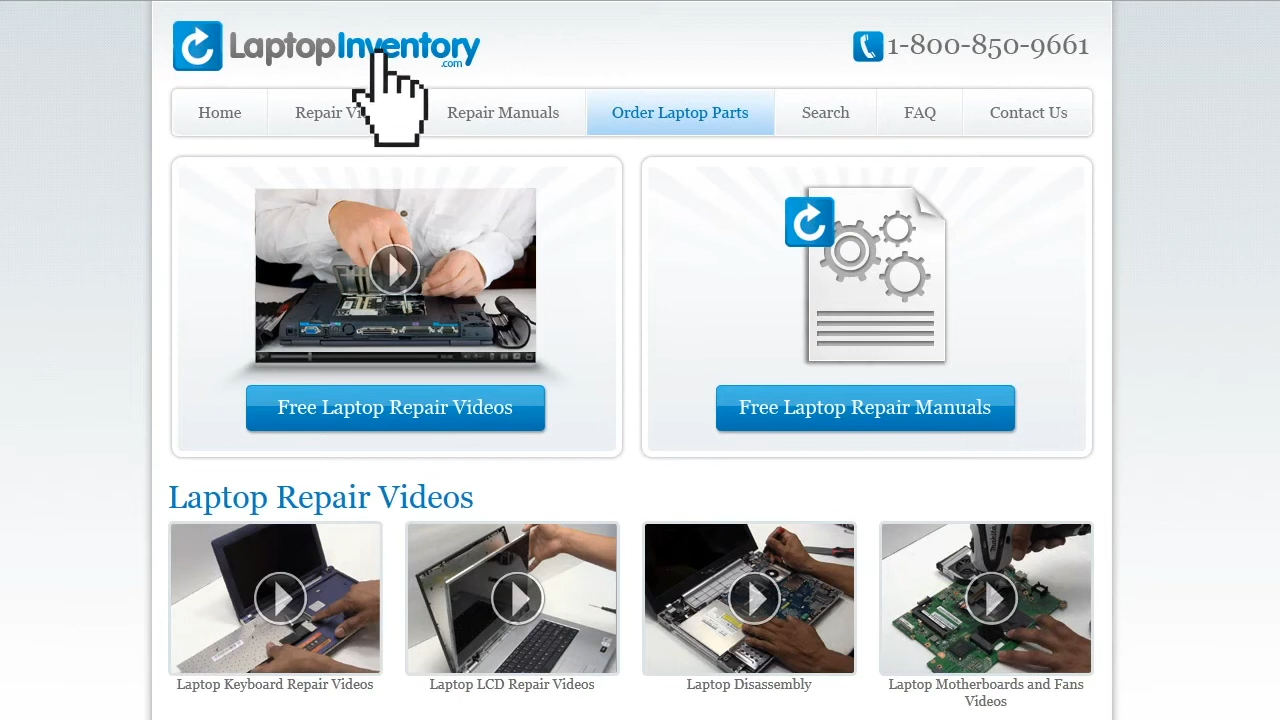 LaptopInventory
.com
1-800-850-9661
Home
Repair Vi
Repair Manuals
Order Laptop Parts
Search
FAQ
Contact Us
Free Laptop Repair Videos
Free Laptop Repair Manuals
Laptop Repair Videos
Laptop Keyboard Repair Videos
Laptop LCD Repair Videos
Laptop Disassembly
Laptop Motherboards and Fans
Videos